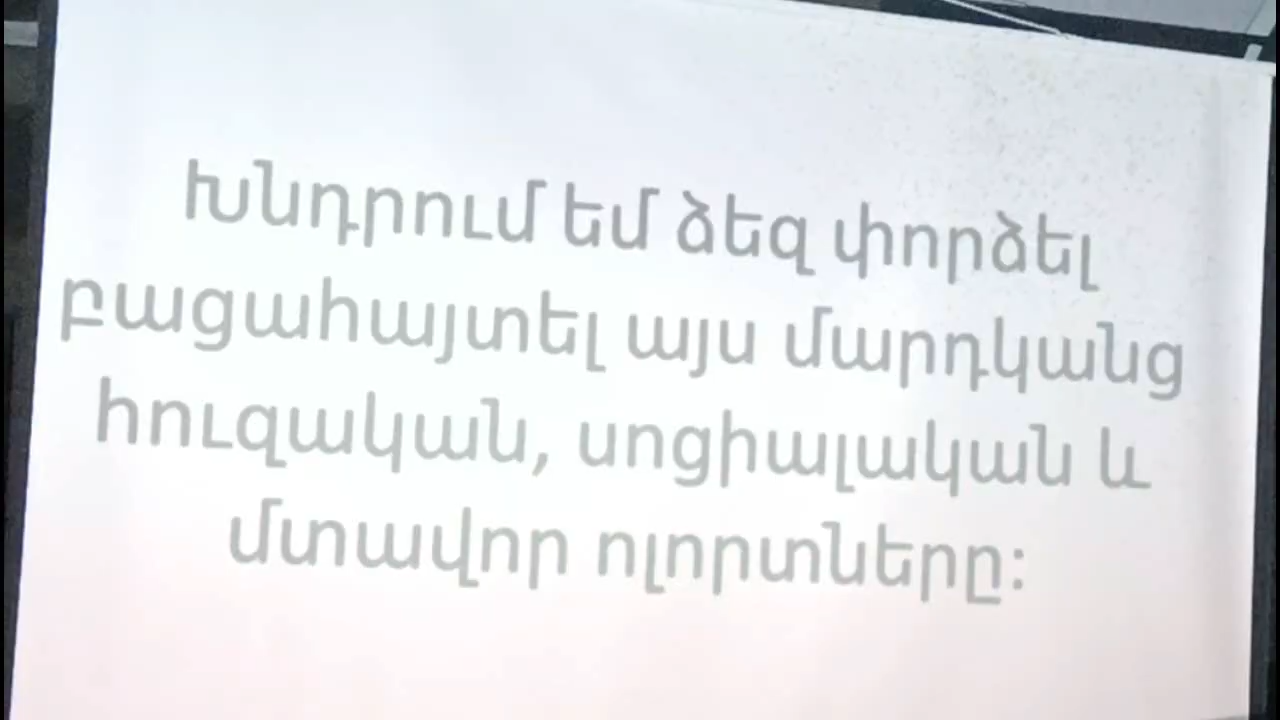 Խնդրում եմ ձեզ փորձել
բացահայտել այս մարդկանց
հուզական, սոցիալական և
մտավոր ոլորտները: